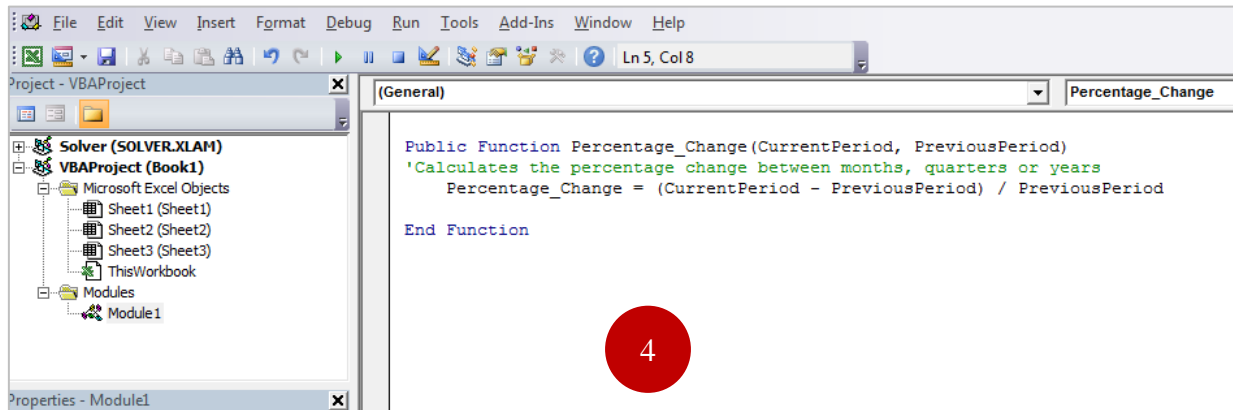 File Edit View Insert Format Debug Run Tools Add-Ins Window Help
Ln 5, Col 8
Project - VBAProject
(General)
Percentage_Change
Solver (SOLVER.XLAM)
VBAProject (Book1)
Microsoft Excel Objects
Sheet1 (Sheet1)
Sheet2 (Sheet2)
Sheet3 (Sheet3)
ThisWorkbook
Modules
Module1
Properties - Module1
Public Function Percentage_Change(CurrentPeriod, PreviousPeriod)
'Calculates the percentage change between months, quarters or years
Percentage_Change = (CurrentPeriod - PreviousPeriod) / PreviousPeriod
End Function
4